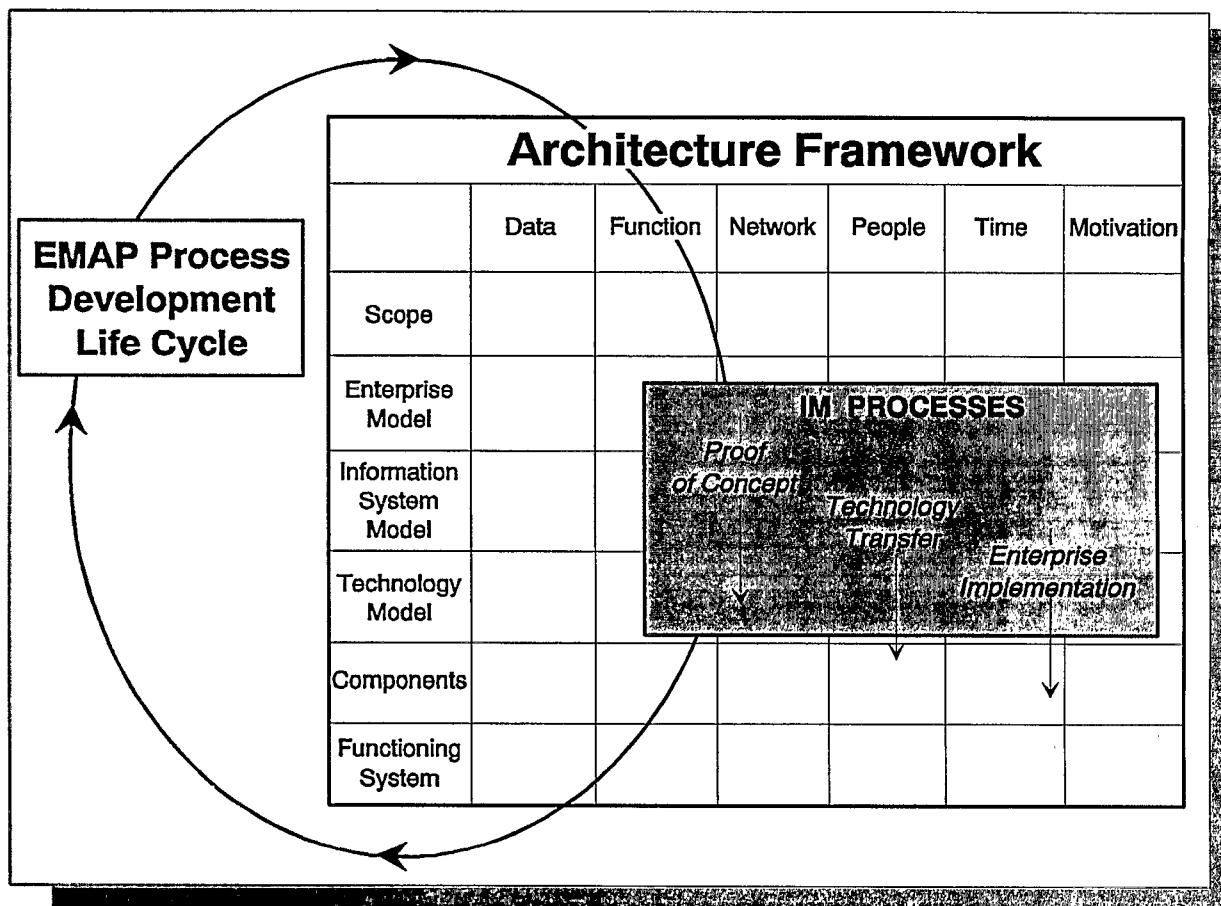 Architecture Framework
Data Function Network People Time Motivation
EMAP Process
Development
Life Cycle
Scope
Enterprise
Model
IM PROCESSES
Proof
of Concept
Information
System
Model
Technology
Transfer
Enterprise
Implementation
Technology
Model
Components
Functioning
System